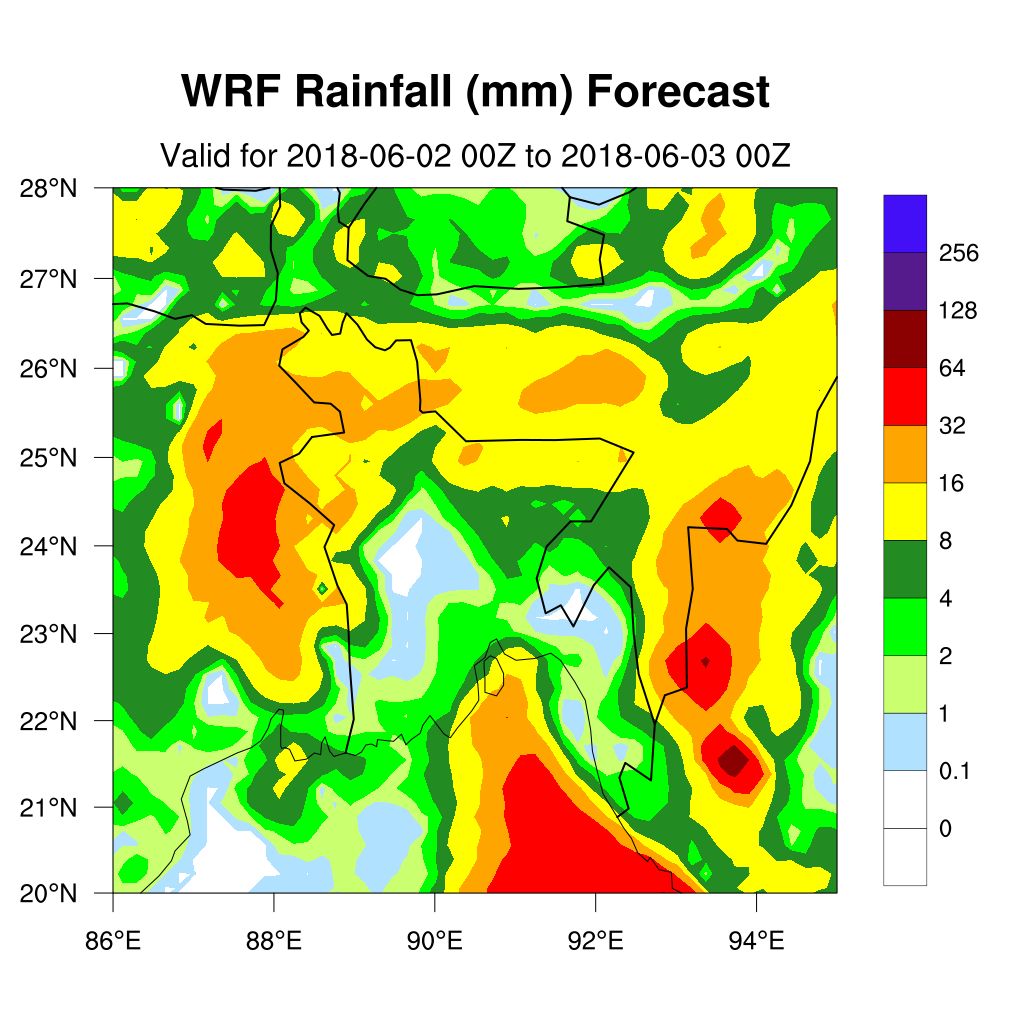 WRF Rainfall (mm) Forecast
Valid for 2018-06-02 00Z to 2018-06-03 00Z
28°N
27°N
26°N
25°N
24°N
23°N
22°N
21°N
20°N
86°E
88°E
90°E
92°E
94°E
256
128
64
32
16
8
4
2
1
0.1
0